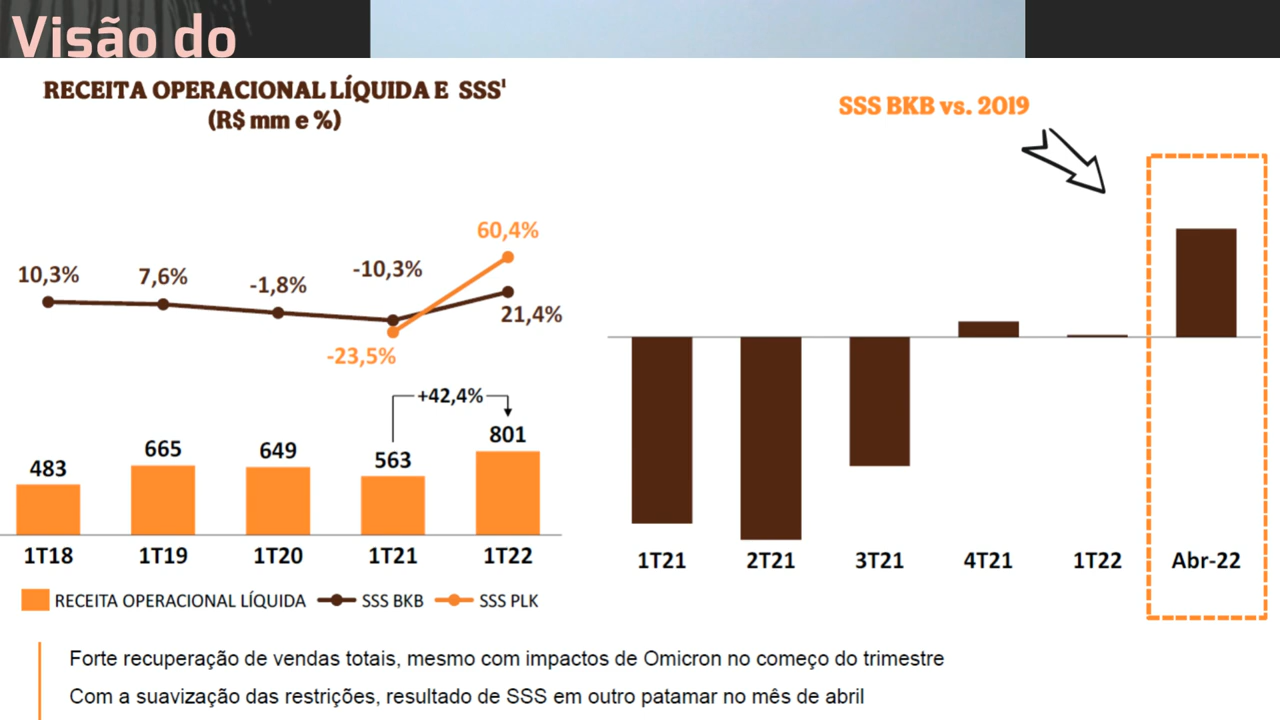 Visão do
RECEITA OPERACIONAL LÍQUIDA E SSS¹
(R$ mm e %)
SSS BKB vs. 2019
60,4%
10,3%
7,6%
-1,8%
-10,3%
21,4%
-23,5%
+42,4%
483
665
649
563
801
1T18
1T19
1T20
1T21
1T22
RECEITA OPERACIONAL LÍQUIDA
SSS BKB
SSS PLK
1T21
2T21
3T21
4T21
1T22
Abr-22
Forte recuperação de vendas totais, mesmo com impactos de Omicron no começo do trimestre
Com a suavização das restrições, resultado de SSS em outro patamar no mês de abril